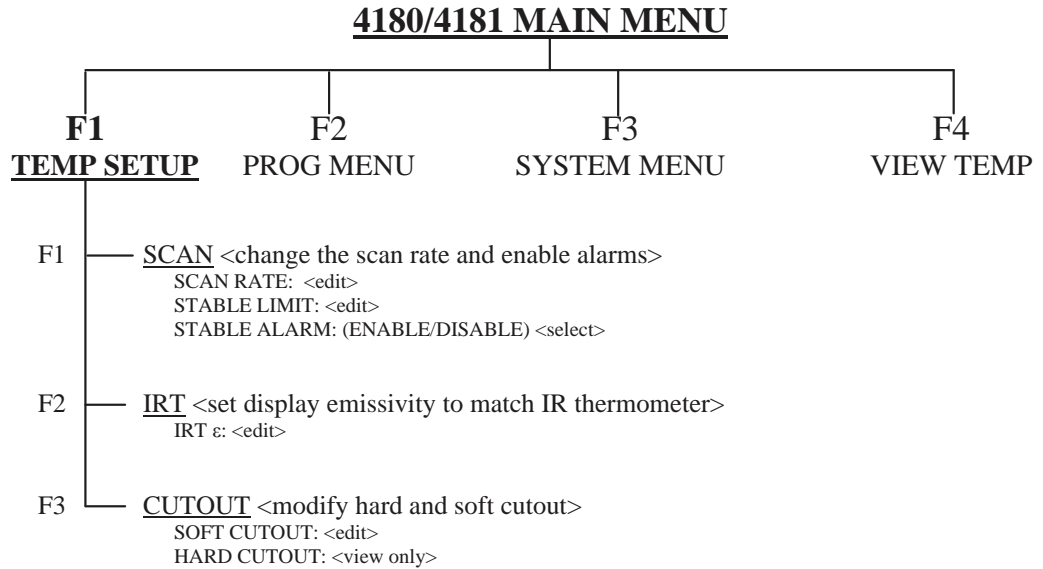 4180/4181 MAIN MENU
F1 F2 F3 F4
TEMP SETUP PROG MENU SYSTEM MENU VIEW TEMP
F1 SCAN <change the scan rate and enable alarms>
SCAN RATE: <edit>
STABLE LIMIT: <edit>
STABLE ALARM: (ENABLE/DISABLE) <select>
F2 IRT <set display emissivity to match IR thermometer>
IRT ε: <edit>
F3 CUTOUT <modify hard and soft cutout>
SOFT CUTOUT: <edit>
HARD CUTOUT: <view only>